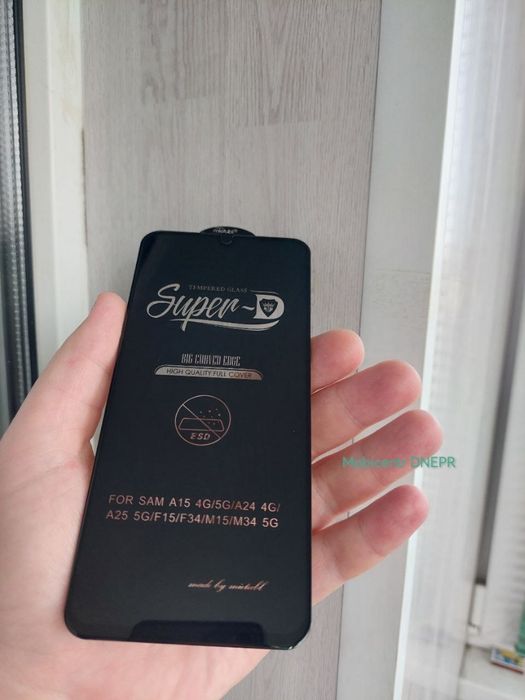 TEMPERED GLASS
Super-D
BIG CURVED EDGE
HIGH QUALITY FULL COVER
ESD
FOR SAM A15 4G/5G/A24 4G/
A25 5G/F15/F34/M15/M34 5G
made by mietubl
DNEPR